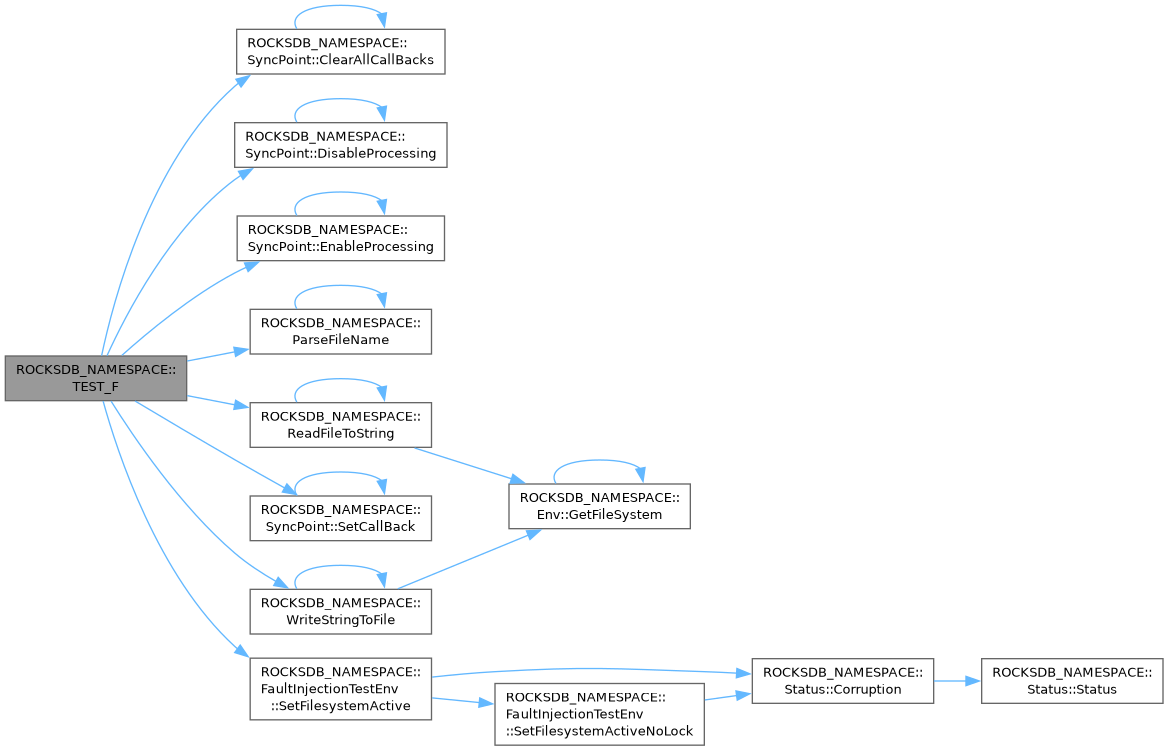 ROCKSDB_NAMESPACE::
SyncPoint::ClearAllCallBacks
ROCKSDB_NAMESPACE::
SyncPoint::DisableProcessing
ROCKSDB_NAMESPACE::
SyncPoint::EnableProcessing
ROCKSDB_NAMESPACE::
ParseFileName
ROCKSDB_NAMESPACE::
TEST_F
ROCKSDB_NAMESPACE::
ReadFileToString
ROCKSDB_NAMESPACE::
SyncPoint::SetCallBack
ROCKSDB_NAMESPACE::
Env::GetFileSystem
ROCKSDB_NAMESPACE::
WriteStringToFile
ROCKSDB_NAMESPACE::
FaultInjectionTestEnv
::SetFilesystemActive
ROCKSDB_NAMESPACE::
FaultInjectionTestEnv
::SetFilesystemActiveNoLock
ROCKSDB_NAMESPACE::
Status::Corruption
ROCKSDB_NAMESPACE::
Status::Status